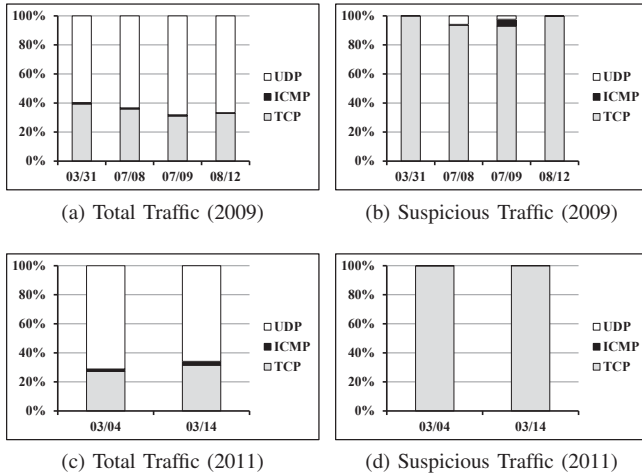 100%
80%
60%
40%
20%
0%
03/31 07/08 07/09 08/12
UDP
ICMP
TCP
(a) Total Traffic (2009)
100%
80%
60%
40%
20%
0%
03/31 07/08 07/09 08/12
UDP
ICMP
TCP
(b) Suspicious Traffic (2009)
100%
80%
60%
40%
20%
0%
03/04 03/14
UDP
ICMP
TCP
(c) Total Traffic (2011)
100%
80%
60%
40%
20%
0%
03/04 03/14
UDP
ICMP
TCP
(d) Suspicious Traffic (2011)